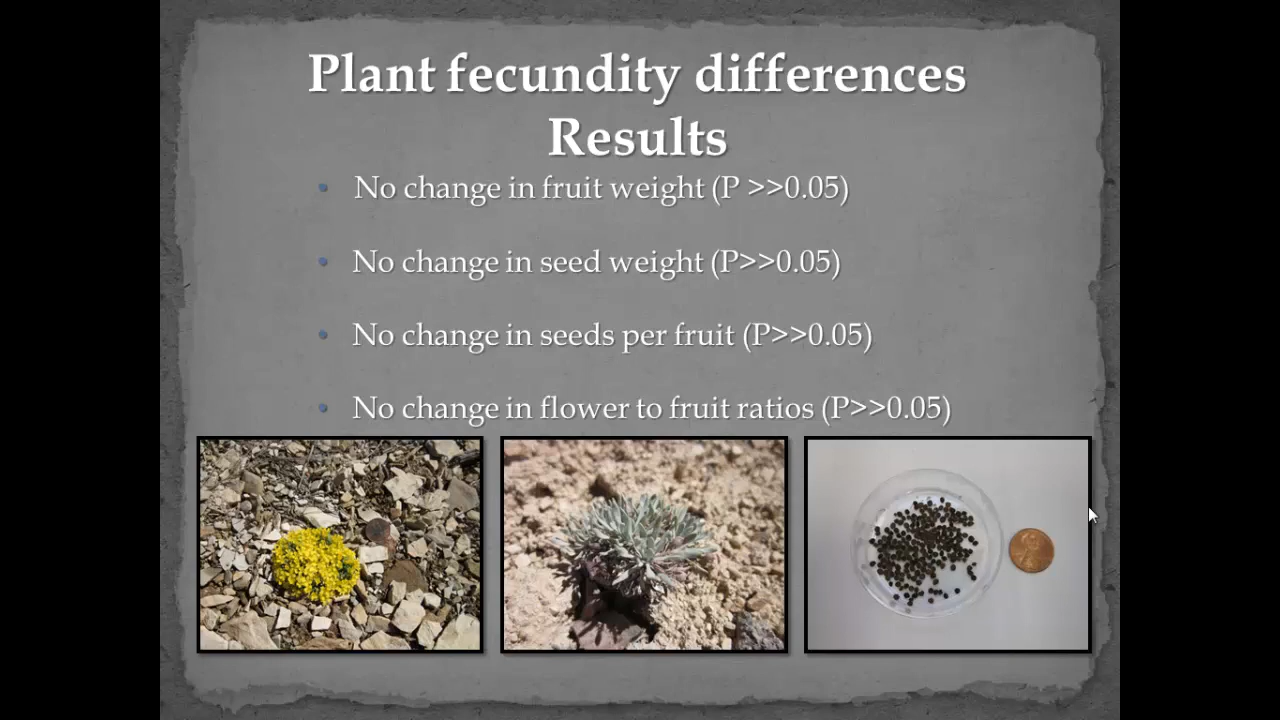 Plant fecundity differences
Results
• No change in fruit weight (P >>0.05)
• No change in seed weight (P>>0.05)
• No change in seeds per fruit (P>>0.05)
• No change in flower to fruit ratios (P>>0.05)